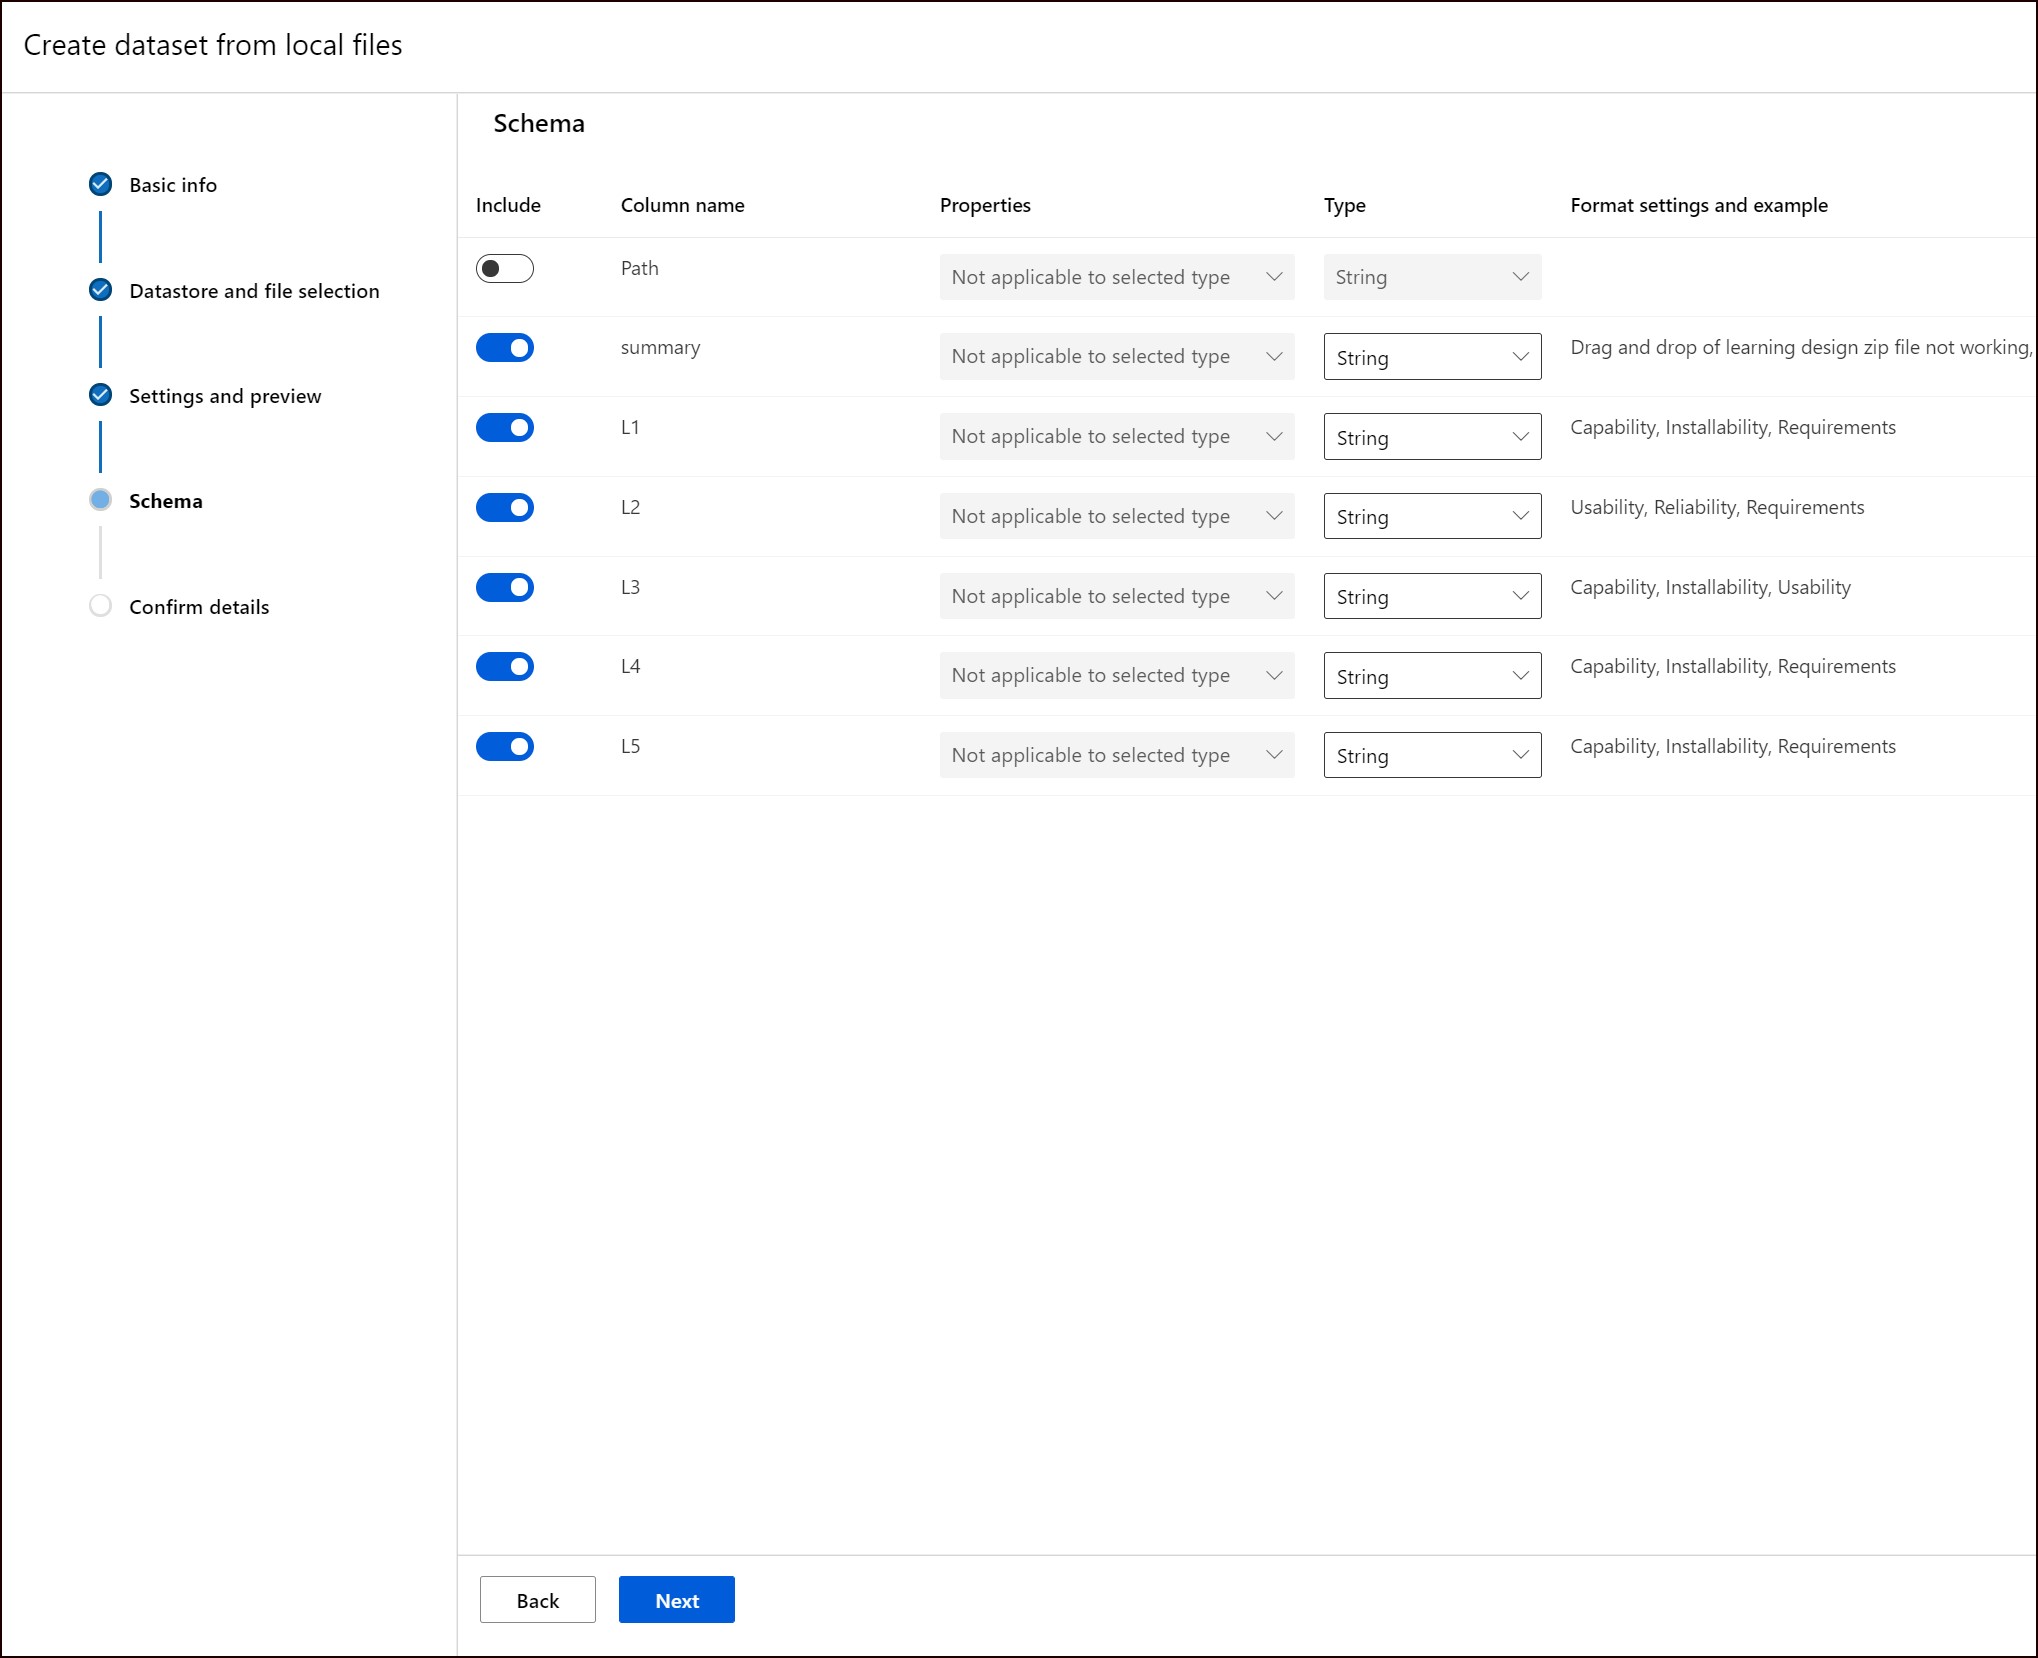 Create dataset from local files
Basic info
Datastore and file selection
Settings and preview
Schema
Confirm details
Schema
Include Column name Properties Type Format settings and example
Path Not applicable to selected type String
summary Not applicable to selected type String Drag and drop of learning design zip file not working,
L1 Not applicable to selected type String Capability, Installability, Requirements
L2 Not applicable to selected type String Usability, Reliability, Requirements
L3 Not applicable to selected type String Capability, Installability, Usability
L4 Not applicable to selected type String Capability, Installability, Requirements
L5 Not applicable to selected type String Capability, Installability, Requirements
Back Next